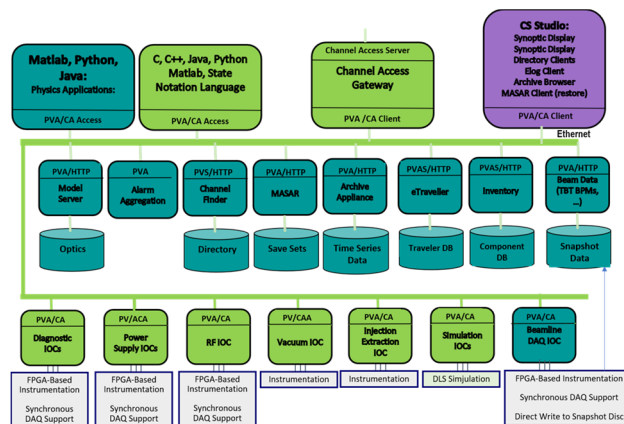 Matlab, Python,
Java:
Physics Applications:
PVA/CA Access
C, C++, Java, Python
Matlab, State
Notation Language
PVA/CA Access
Channel Access Server
Channel Access
Gateway
PVA /CA Client
CS Studio:
Synoptic Display
Synoptic Display
Directory Clients
Elog Client
Archive Browser
MASAR Client (restore)
PVA/CA Client
Ethernet
PVA/HTTP
Model
Server
Optics
PVA
Alarm
Aggregation
PVS/HTTP
Channel
Finder
Directory
PVA/HTTP
MASAR
Save Sets
PVA/HTTP
Archive
Appliance
Time Series
Data
PVAS/HTTP
eTraveller
Traveler DB
PVAS/HTTP
Inventory
Component
DB
PVA/HTTP
Beam Data
(TBT BPMs,
...)
Snapshot
Data
PVA/CA
Diagnostic
IOCs
FPGA-Based
Instrumentation
Synchronous
DAQ Support
PV/ACA
Power
Supply IOCs
FPGA-Based
Instrumentation
Synchronous
DAQ Support
PVA/CA
RF IOC
FPGA-Based
Instrumentation
Synchronous
DAQ Support
PV/CAA
Vacuum IOC
Instrumentation
PVA/CA
Injection
Extraction
IOC
Instrumentation
PVA/CA
Simulation
IOCs
DLS Simjulation
PVA/CA
Beamline
DAQ IOC
FPGA-Based Instrumentation
Synchronous DAQ Support
Direct Write to Snapshot Disc